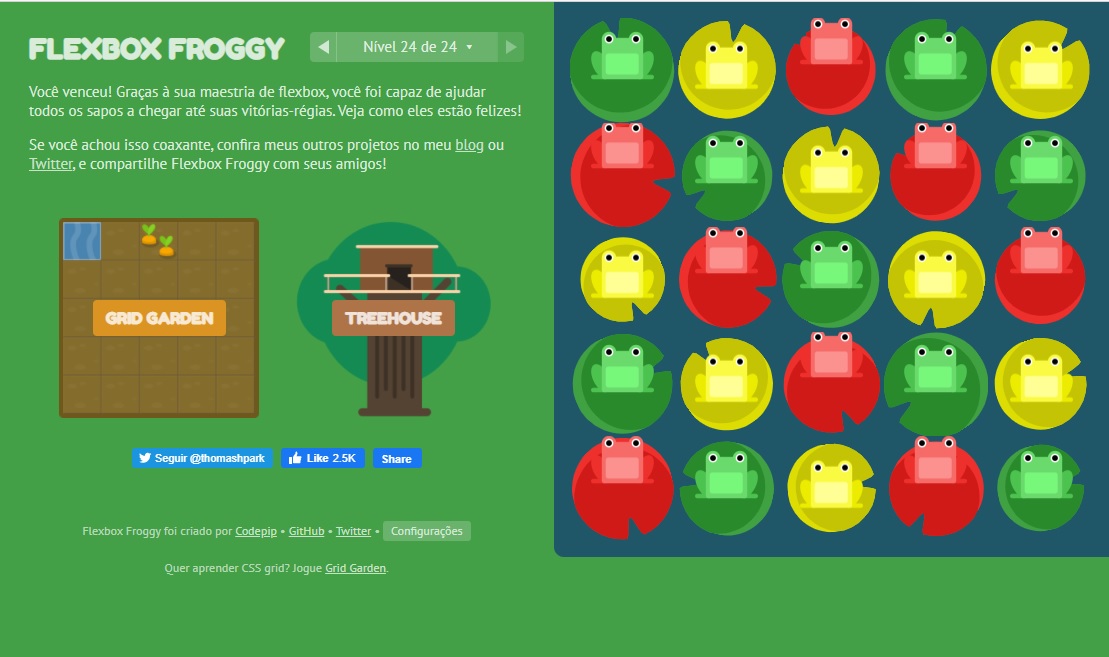 FLEXBOX FROGGY
Nível 24 de 24
Você venceu! Graças à sua maestria de flexbox, você foi capaz de ajudar
todos os sapos a chegar até suas vitórias-régias. Veja como eles estão felizes!
Se você achou isso coaxante, confira meus outros projetos no meu blog ou
Twitter, e compartilhe Flexbox Froggy com seus amigos!
GRID GARDEN
TREEHOUSE
Seguir @thomashpark
Like 2.5K
Share
Flexbox Froggy foi criado por Codepip • GitHub • Twitter • Configurações
Quer aprender CSS grid? Jogue Grid Garden.